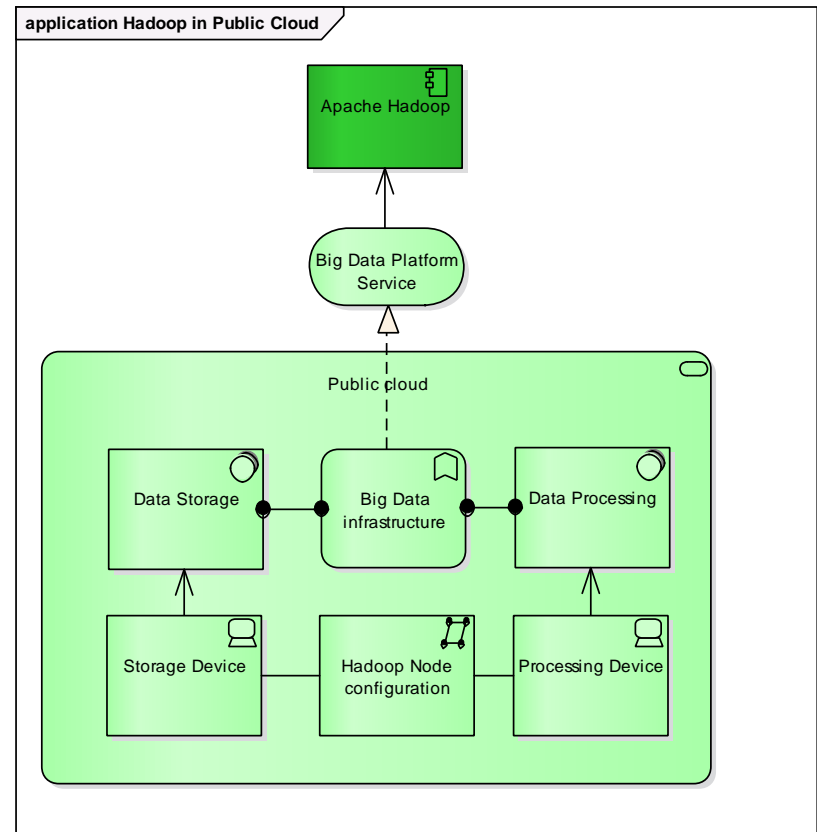 application Hadoop in Public Cloud
Apache Hadoop
Big Data Platform
Service
Public cloud
Data Storage
Big Data
infrastructure
Data Processing
Storage Device
Hadoop Node
configuration
Processing Device